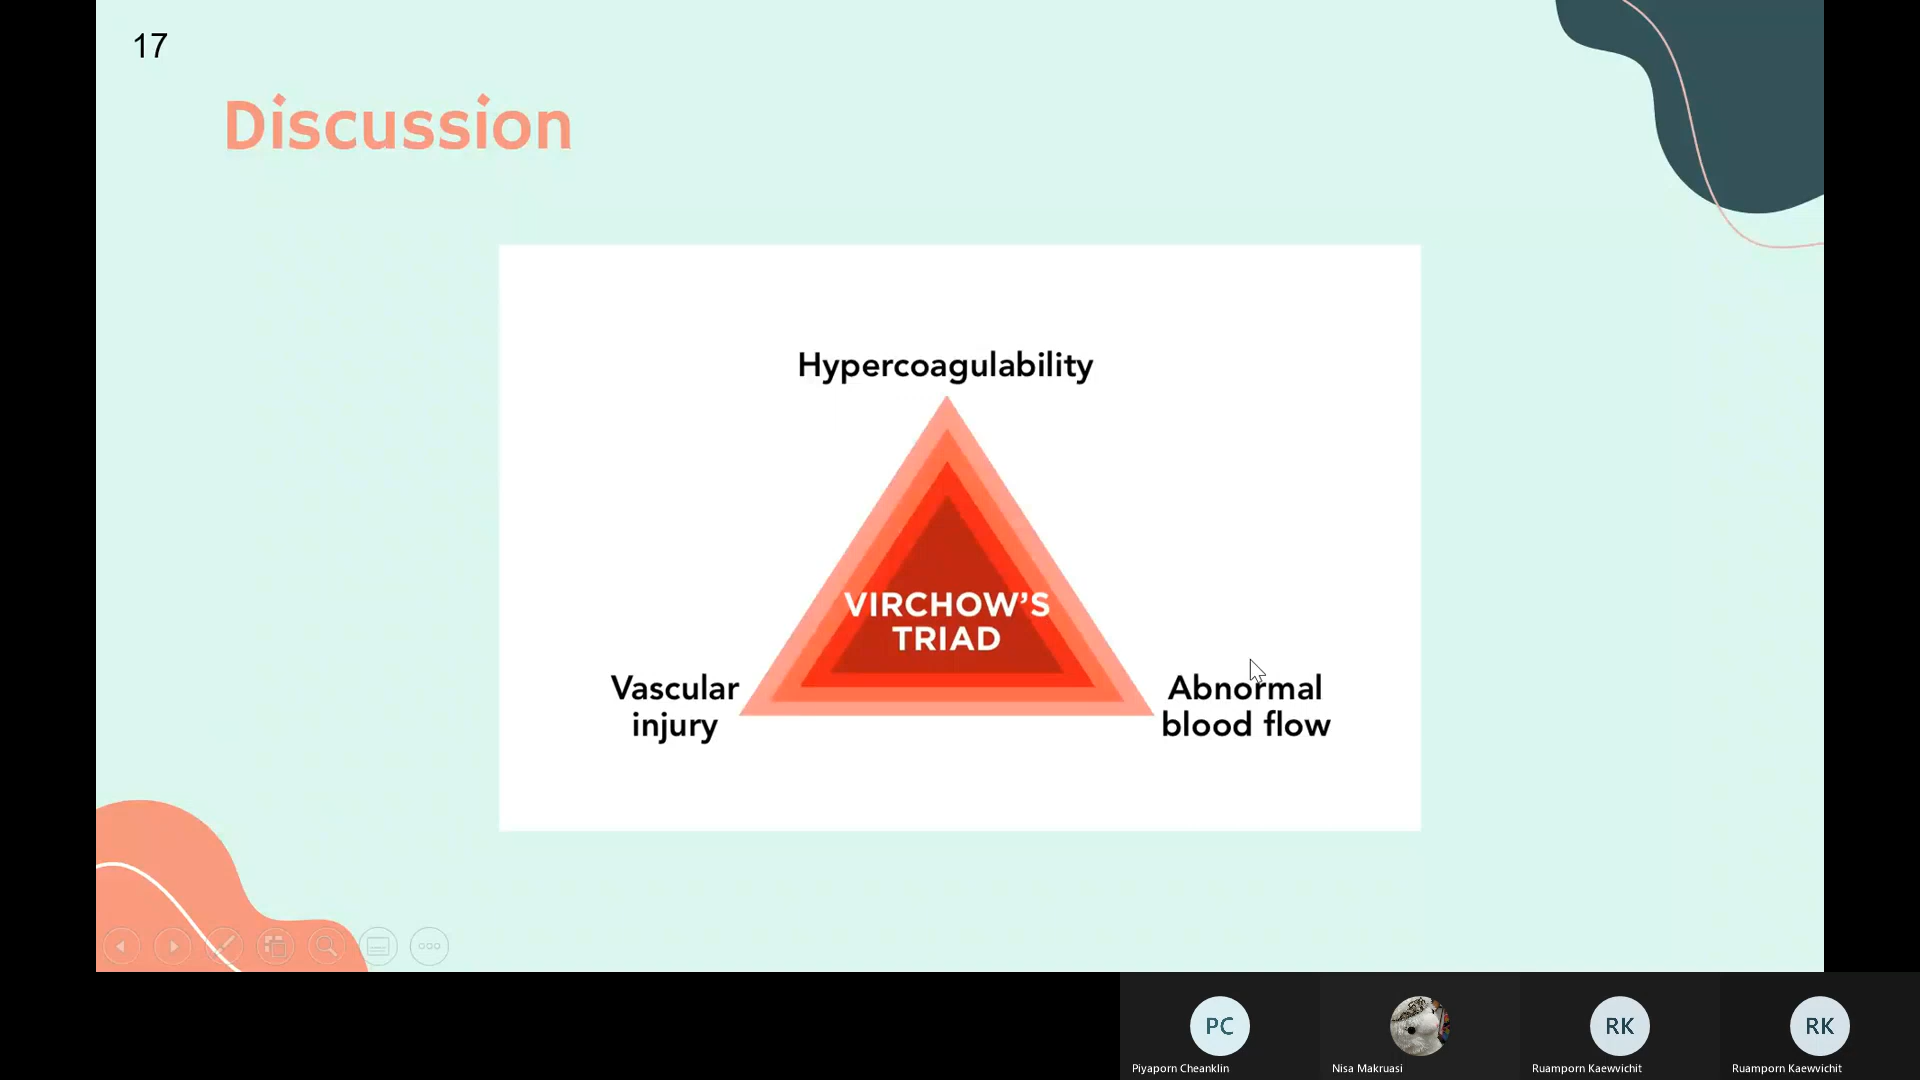 17
Discussion
Hypercoagulability
VIRCHOW'S
TRIAD
Vascular
injury
Abnormal
blood flow
PC
RK
RK
Piyaporn Cheanklin
Nisa Makruasi
Ruamporn Kaewvichit
Ruamporn Kaewvichit